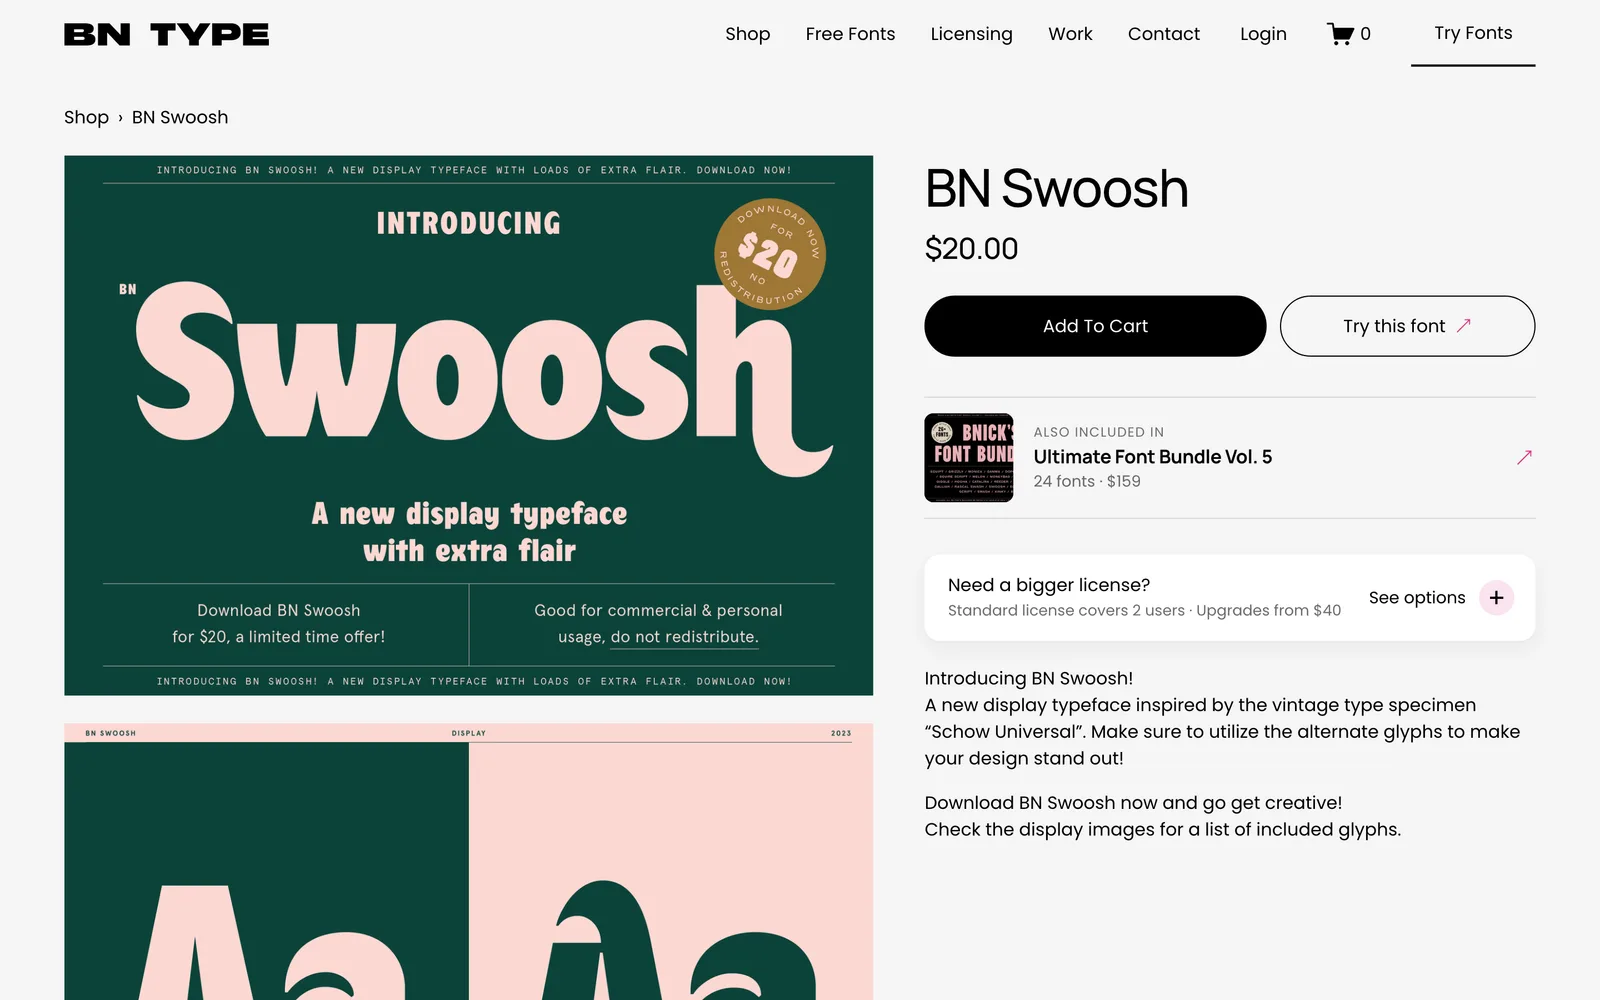 BN TYPE
Shop
Free Fonts
Licensing
Work
Contact
Login
0
Try Fonts
Shop › BN Swoosh
INTRODUCING BN SWOOSH! A NEW DISPLAY TYPEFACE WITH LOADS OF EXTRA FLAIR. DOWNLOAD NOW!
INTRODUCING
DOWNLOAD NOW
FOR
$20
NO
REDISTRIBUTION
BN
Swoosh
A new display typeface
with extra flair
Download BN Swoosh
for $20, a limited time offer!
Good for commercial & personal
usage, do not redistribute.
INTRODUCING BN SWOOSH! A NEW DISPLAY TYPEFACE WITH LOADS OF EXTRA FLAIR. DOWNLOAD NOW!
BN SWOOSH
DISPLAY
2023
Aa
Aa
BN Swoosh
$20.00
Add To Cart
Try this font
BNICK'S
FONT BUND
ALSO INCLUDED IN
Ultimate Font Bundle Vol. 5
24 fonts · $159
Need a bigger license?
Standard license covers 2 users · Upgrades from $40
See options
Introducing BN Swoosh!
A new display typeface inspired by the vintage type specimen
“Schow Universal”. Make sure to utilize the alternate glyphs to make
your design stand out!
Download BN Swoosh now and go get creative!
Check the display images for a list of included glyphs.